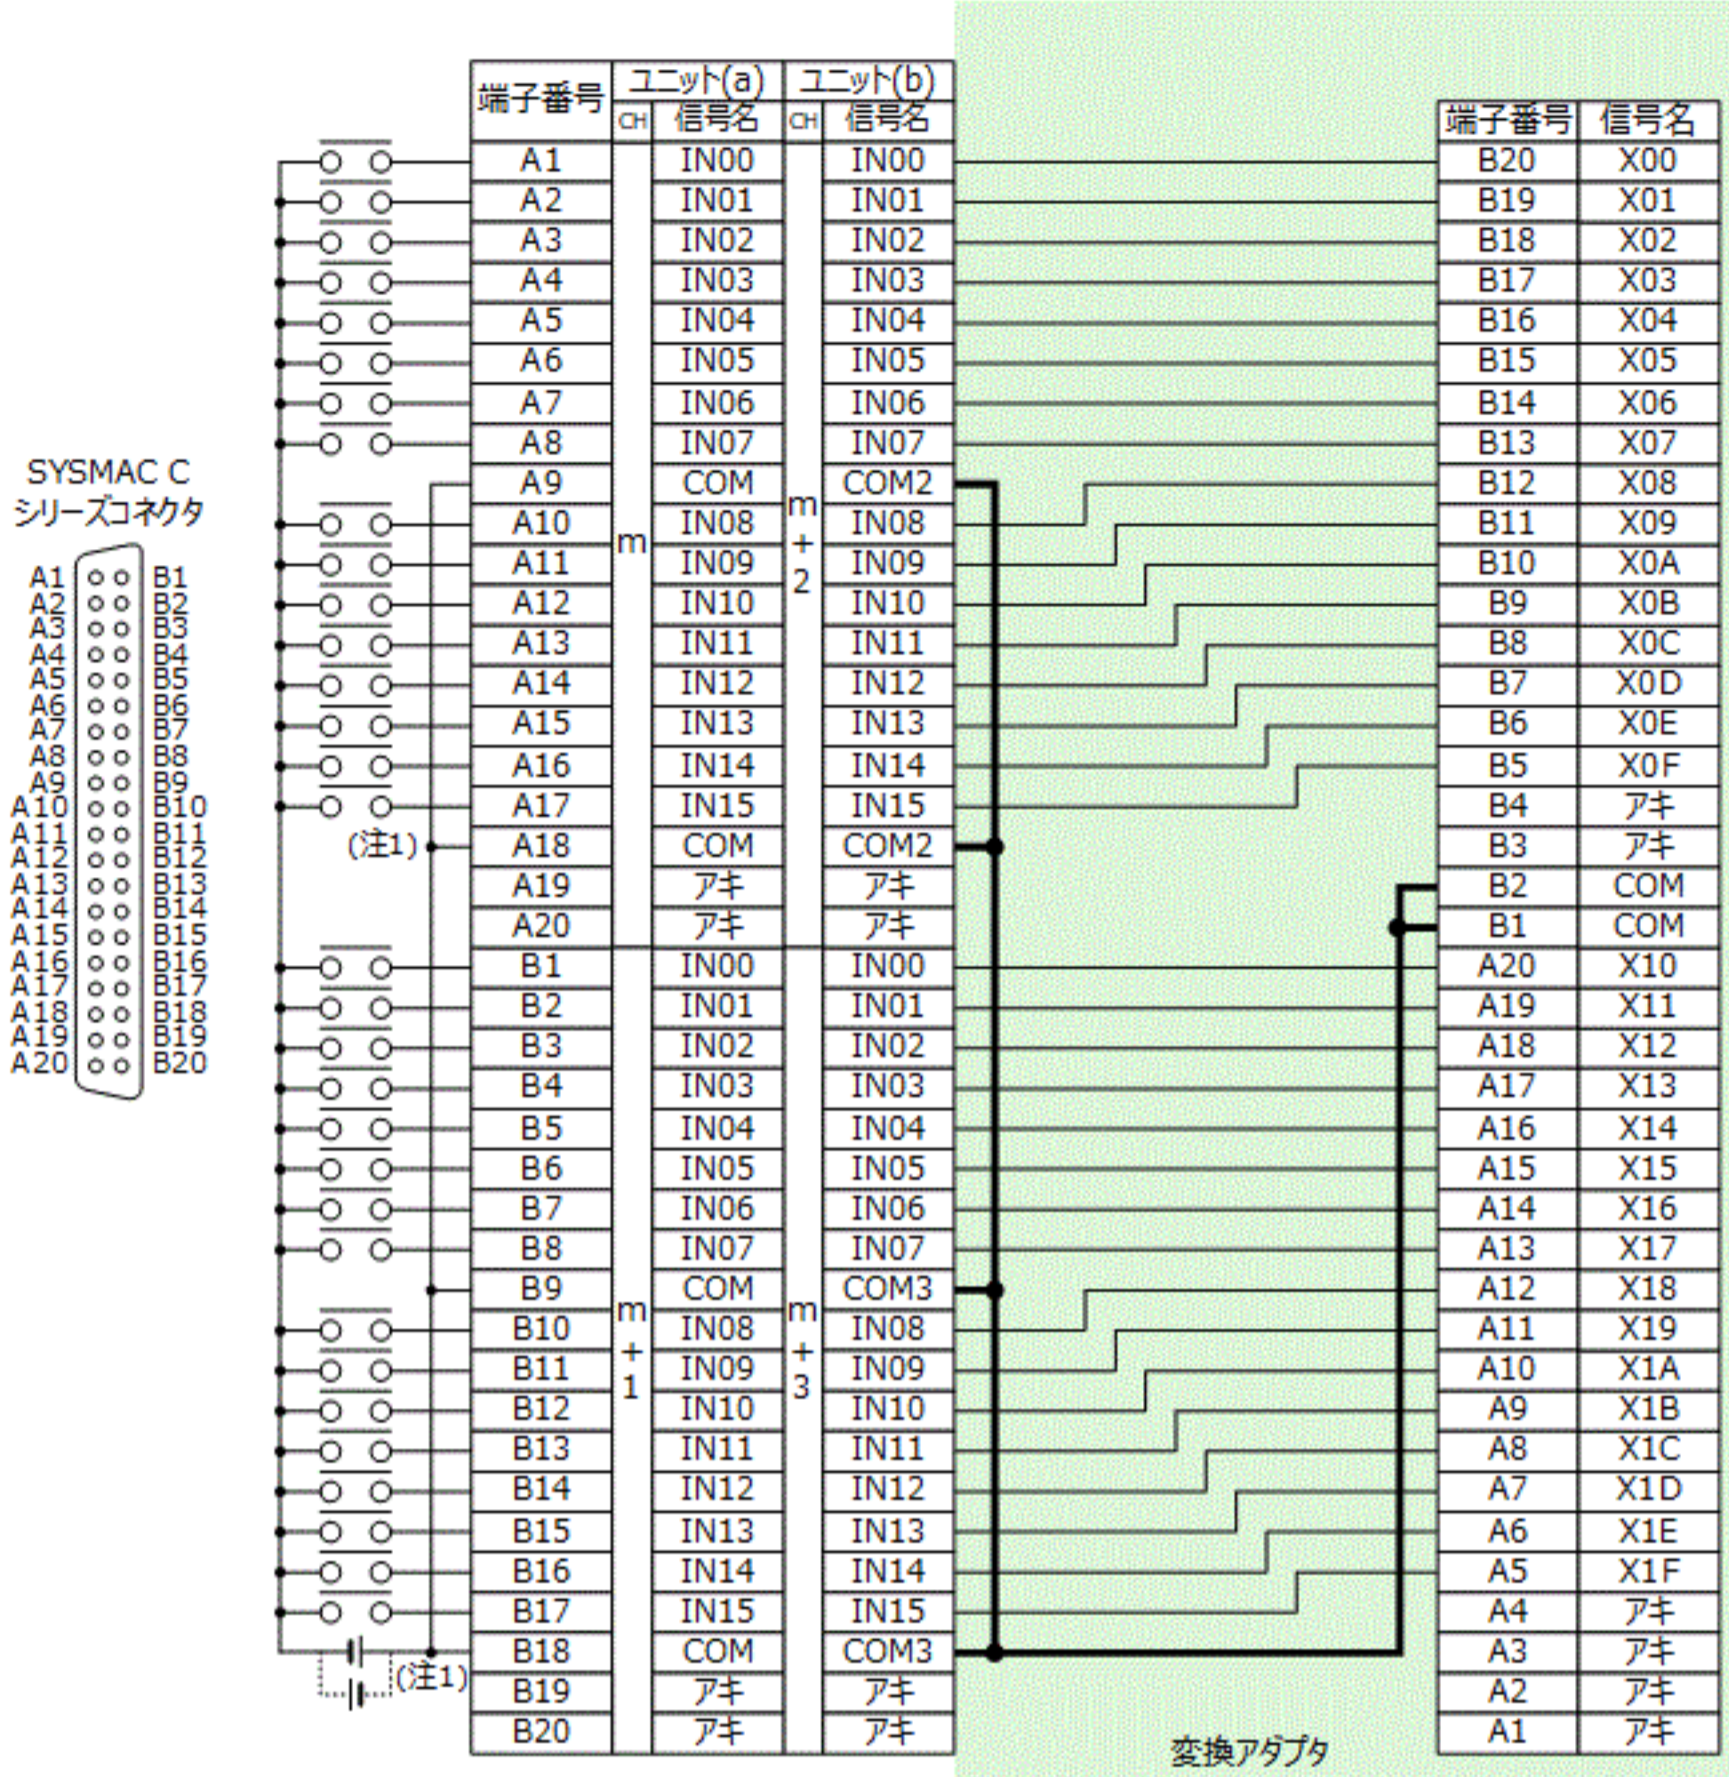 SYSMAC C
シリーズコネクタ
A1 B1
A2 B2
A3 B3
A4 B4
A5 B5
A6 B6
A7 B7
A8 B8
A9 B9
A10 B10
A11 B11
A12 B12
A13 B13
A14 B14
A15 B15
A16 B16
A17 B17
A18 B18
A19 B19
A20 B20
端子番号 ユニット(a) ユニット(b)
CH 信号名 CH 信号名
A1 IN00 IN00
A2 IN01 IN01
A3 IN02 IN02
A4 IN03 IN03
A5 IN04 IN04
A6 IN05 IN05
A7 IN06 IN06
A8 IN07 IN07
A9 COM COM2
A10 IN08 IN08
A11 IN09 IN09
A12 IN10 IN10
A13 IN11 IN11
A14 IN12 IN12
A15 IN13 IN13
A16 IN14 IN14
A17 IN15 IN15
(注1) A18 COM COM2
A19 アキ アキ
A20 アキ アキ
m
m+2
B1 IN00 IN00
B2 IN01 IN01
B3 IN02 IN02
B4 IN03 IN03
B5 IN04 IN04
B6 IN05 IN05
B7 IN06 IN06
B8 IN07 IN07
B9 COM COM3
B10 IN08 IN08
B11 IN09 IN09
B12 IN10 IN10
B13 IN11 IN11
B14 IN12 IN12
B15 IN13 IN13
B16 IN14 IN14
B17 IN15 IN15
B18 COM COM3
(注1)
B19 アキ アキ
B20 アキ アキ
m+1
m+3
変換アダプタ
端子番号 信号名
B20 X00
B19 X01
B18 X02
B17 X03
B16 X04
B15 X05
B14 X06
B13 X07
B12 X08
B11 X09
B10 X0A
B9 X0B
B8 X0C
B7 X0D
B6 X0E
B5 X0F
B4 アキ
B3 アキ
B2 COM
B1 COM
A20 X10
A19 X11
A18 X12
A17 X13
A16 X14
A15 X15
A14 X16
A13 X17
A12 X18
A11 X19
A10 X1A
A9 X1B
A8 X1C
A7 X1D
A6 X1E
A5 X1F
A4 アキ
A3 アキ
A2 アキ
A1 アキ